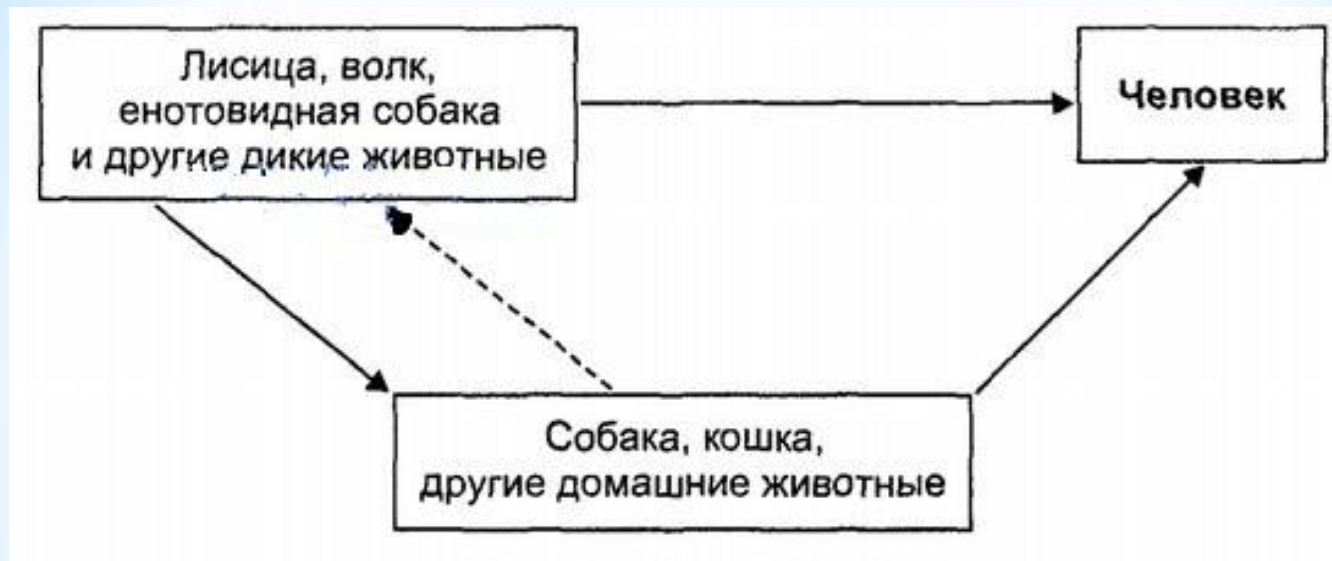 Лисица, волк,
енотовидная собака
и другие дикие животные
Человек
Собака, кошка,
другие домашние животные